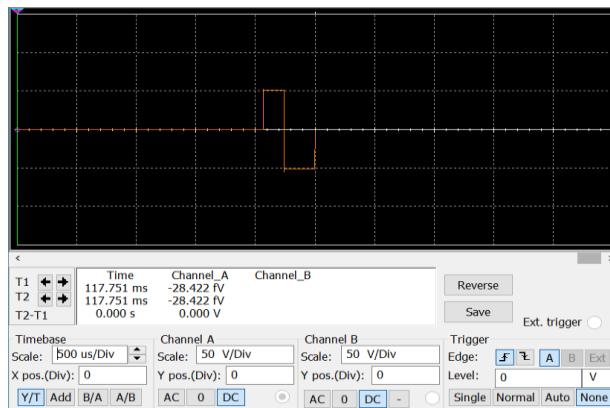 Time Channel_A Channel_B
T1 117.751 ms -28.422 fV
T2 117.751 ms -28.422 fV
T2-T1 0.000 s 0.000 V
Reverse
Save
Ext. trigger
Timebase
Scale: 500 us/Div
X pos.(Div): 0
Y/T Add B/A A/B
Channel A
Scale: 50 V/Div
Y pos.(Div): 0
AC 0 DC
Channel B
Scale: 50 V/Div
Y pos.(Div): 0
AC 0 DC -
Trigger
Edge: A B Ext
Level: 0 V
Single Normal Auto None